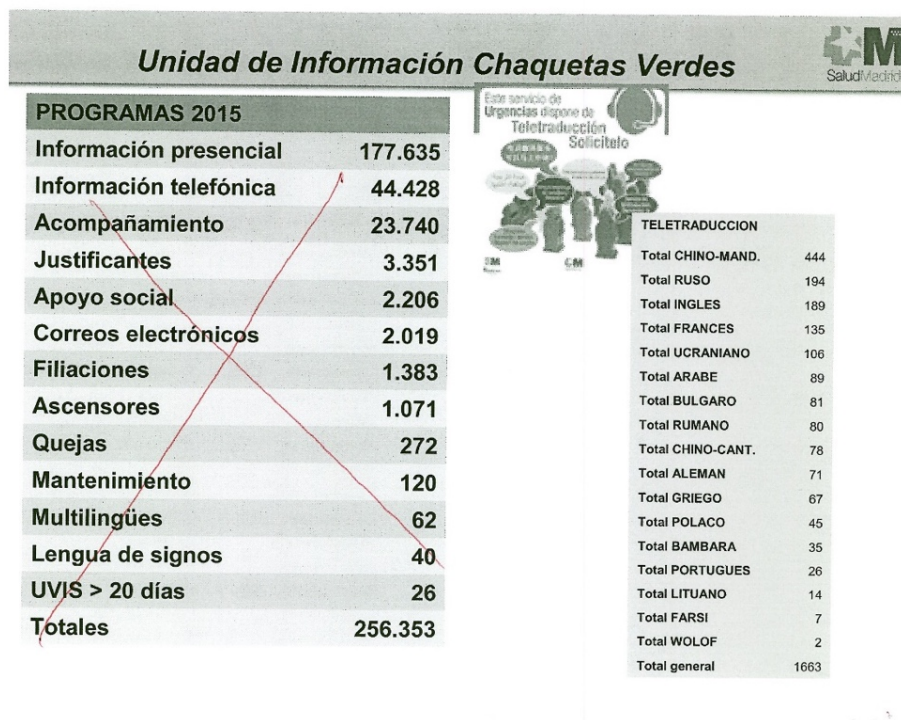 Unidad de Información Chaquetas Verdes
SaludMadrid
PROGRAMAS 2015
Información presencial 177.635
Información telefónica 44.428
Acompañamiento 23.740
Justificantes 3.351
Apoyo social 2.206
Correos electrónicos 2.019
Filiaciones 1.383
Ascensores 1.071
Quejas 272
Mantenimiento 120
Multilingües 62
Lengua de signos 40
UVIS > 20 días 26
Totales 256.353
Este servicio de
Urgencias dispone de
Teletraducción
Solicítelo
TELETRADUCCION
Total CHINO-MAND. 444
Total RUSO 194
Total INGLES 189
Total FRANCES 135
Total UCRANIANO 106
Total ARABE 89
Total BULGARO 81
Total RUMANO 80
Total CHINO-CANT. 78
Total ALEMAN 71
Total GRIEGO 67
Total POLACO 45
Total BAMBARA 35
Total PORTUGUES 26
Total LITUANO 14
Total FARSI 7
Total WOLOF 2
Total general 1663